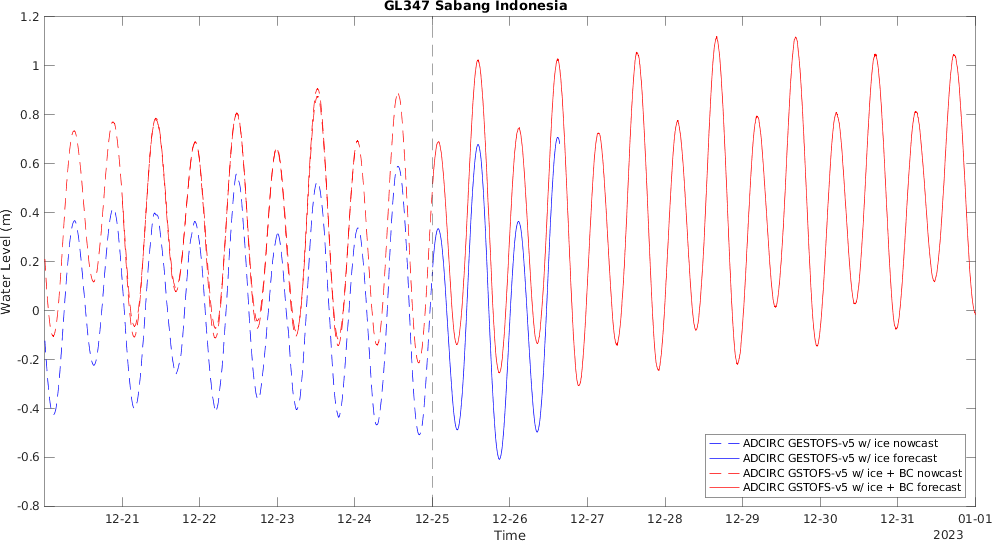 GL347 Sabang Indonesia
1.2
1
0.8
0.6
0.4
0.2
0
-0.2
-0.4
-0.6
-0.8
Water Level (m)
12-21 12-22 12-23 12-24 12-25 12-26 12-27 12-28 12-29 12-30 12-31 01-01
Time
2023
ADCIRC GESTOFS-v5 w/ ice nowcast
ADCIRC GESTOFS-v5 w/ ice forecast
ADCIRC GSTOFS-v5 w/ ice + BC nowcast
ADCIRC GSTOFS-v5 w/ ice + BC forecast